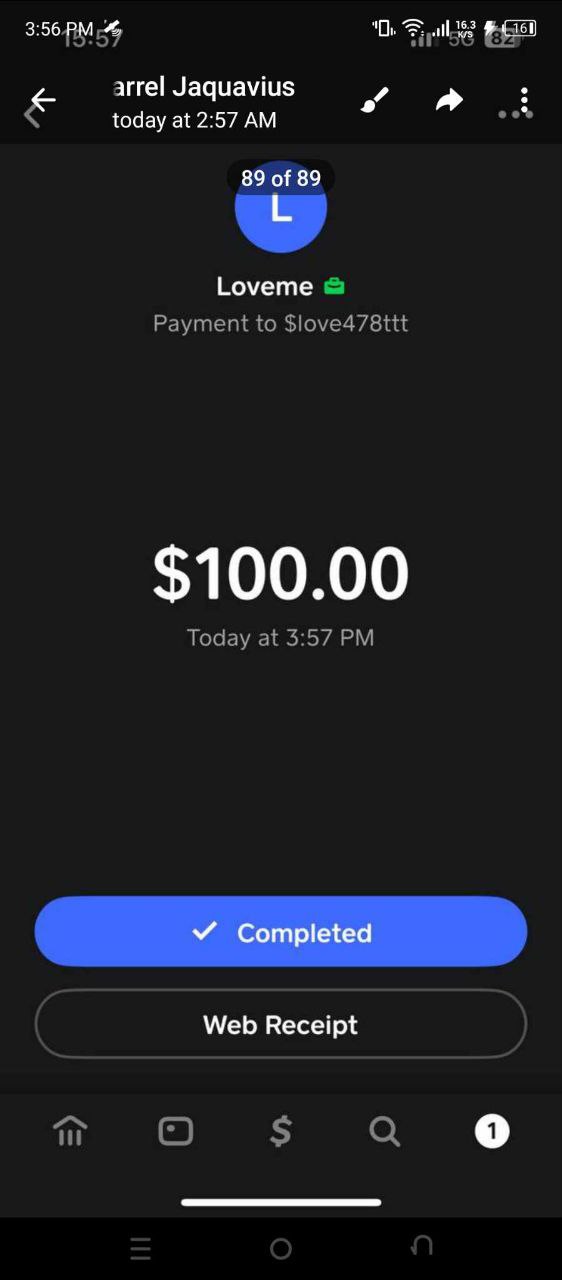 3:56 PM 16.3 K/S 16
15:57 5G 82
arrel Jaquavius
today at 2:57 AM
89 of 89
L
Loveme
Payment to $love478ttt
$100.00
Today at 3:57 PM
Completed
Web Receipt
$ 1